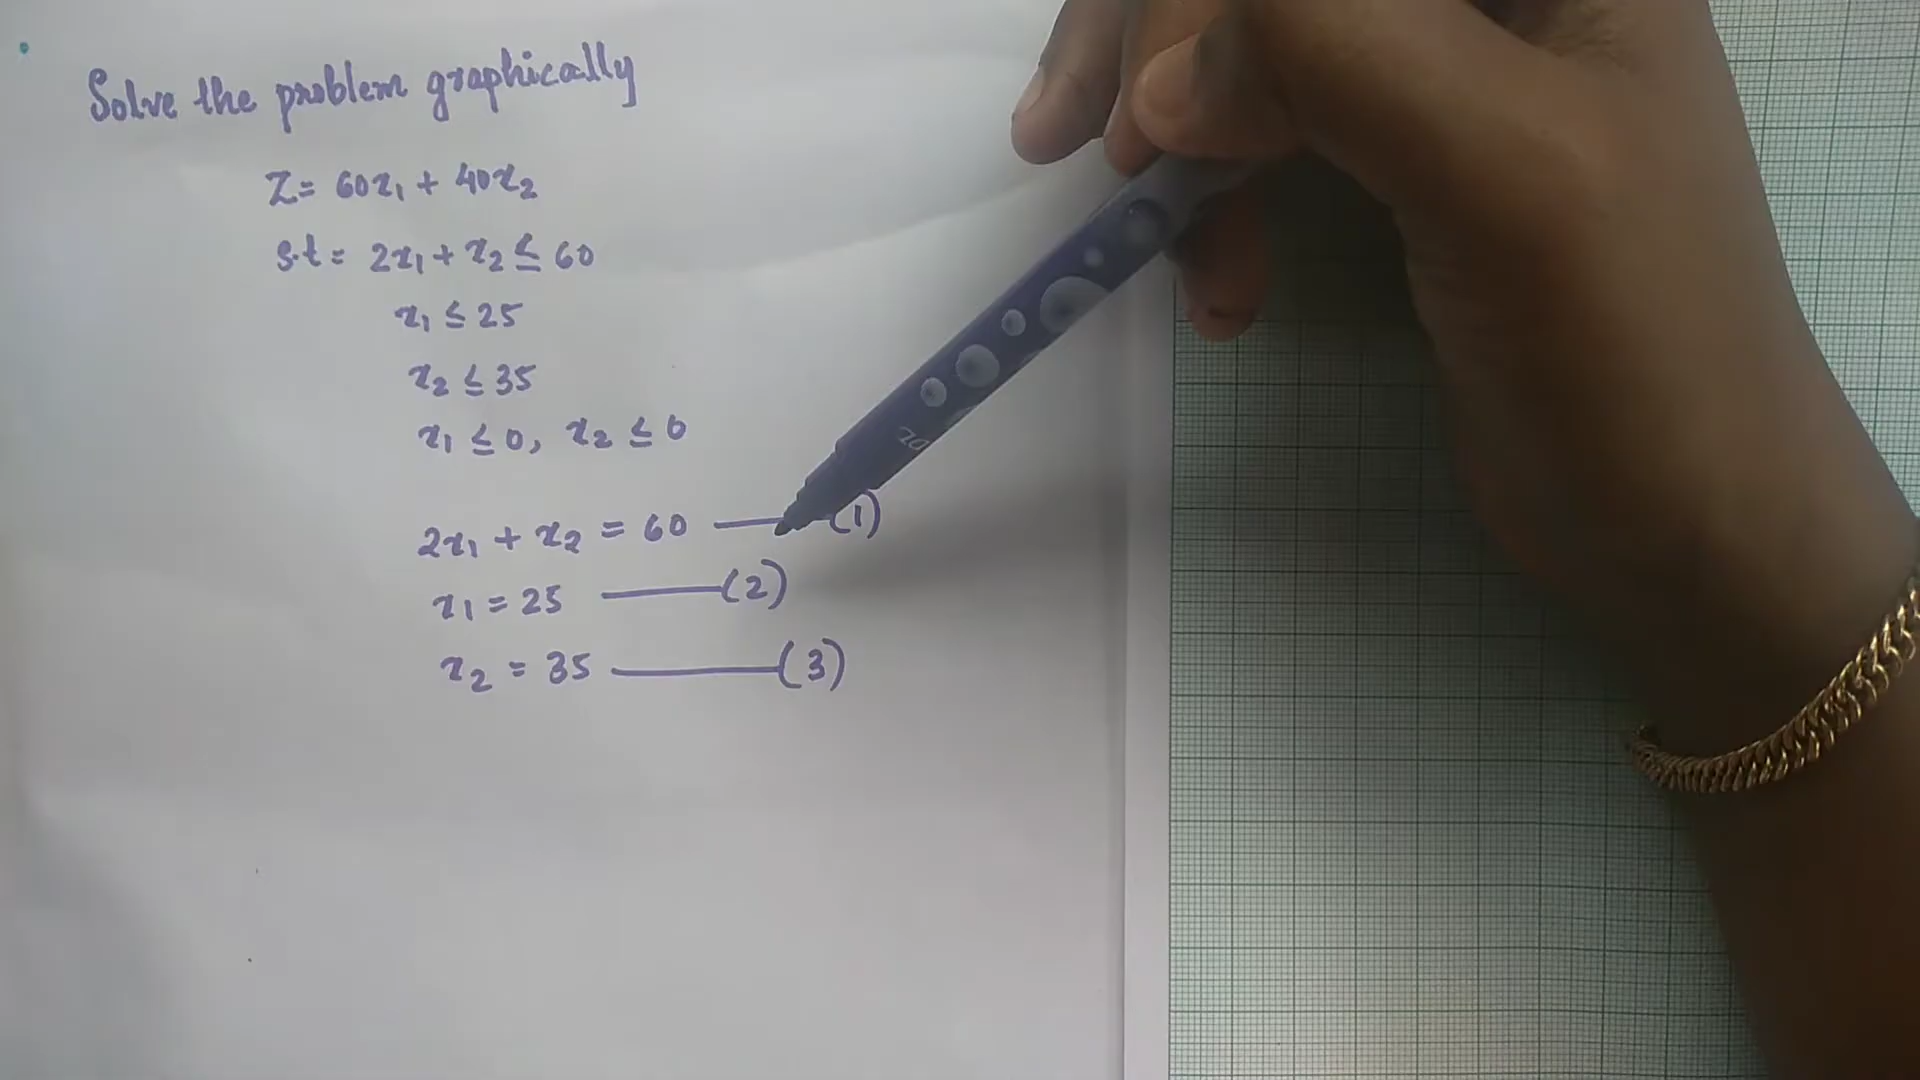 Solve the problem graphically
Z = 60x₁ + 40x₂
s.t = 2x₁ + x₂ ≤ 60
x₁ ≤ 25
x₂ ≤ 35
x₁ ≤ 0, x₂ ≤ 0
2x₁ + x₂ = 60 —— (1)
x₁ = 25 —— (2)
x₂ = 35 —— (3)